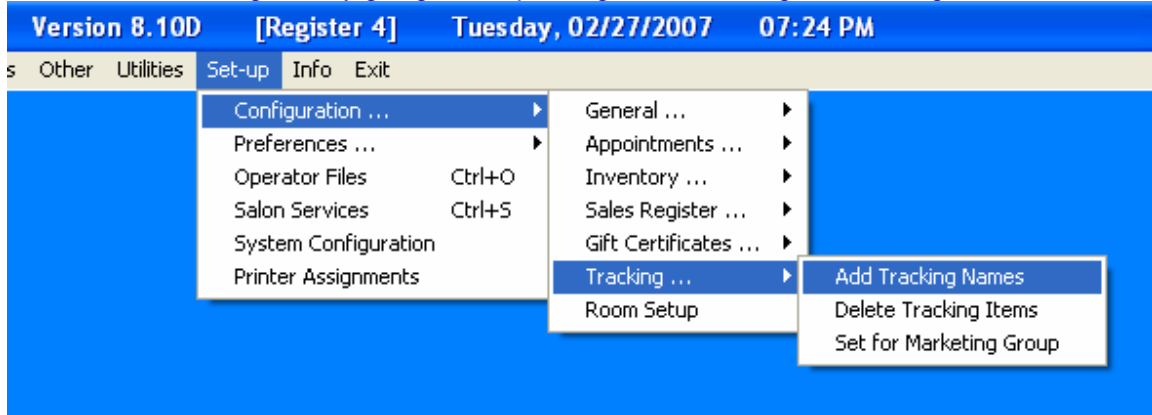 Version 8.10D [Register 4] Tuesday, 02/27/2007 07:24 PM
s Other Utilities Set-up Info Exit
Configuration ...
Preferences ...
Operator Files Ctrl+O
Salon Services Ctrl+S
System Configuration
Printer Assignments
General ...
Appointments ...
Inventory ...
Sales Register ...
Gift Certificates ...
Tracking ...
Room Setup
Add Tracking Names
Delete Tracking Items
Set for Marketing Group